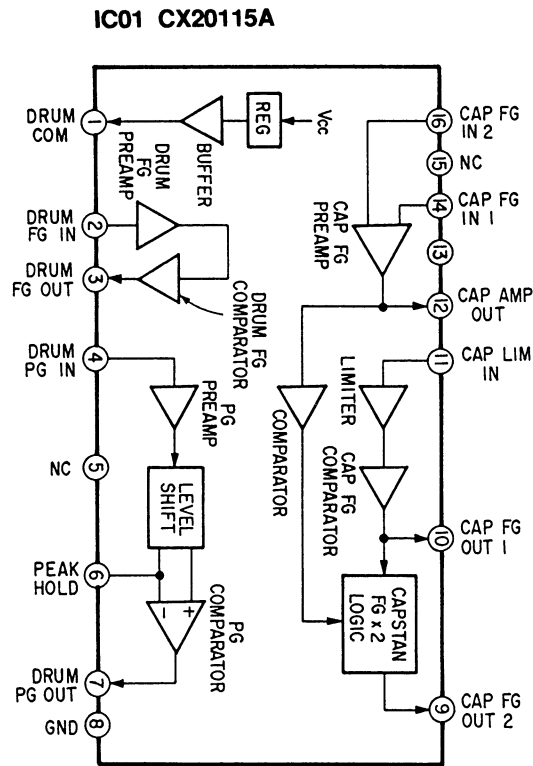 IC01 CX20115A
DRUM
COM
1
BUFFER
REG
Vcc
DRUM
FG
PREAMP
DRUM
FG IN
2
DRUM
FG OUT
3
DRUM FG
COMPARATOR
DRUM
PG IN
4
PG
PREAMP
NC
5
LEVEL
SHIFT
PEAK
HOLD
6
−
+
PG
COMPARATOR
DRUM
PG OUT
7
GND
8
16
CAP FG
IN 2
15
NC
14
CAP FG
IN 1
CAP FG
PREAMP
13
12
CAP AMP
OUT
11
CAP LIM
IN
LIMITER
COMPARATOR
CAP FG
COMPARATOR
10
CAP FG
OUT 1
CAPSTAN
FG x 2
LOGIC
9
CAP FG
OUT 2